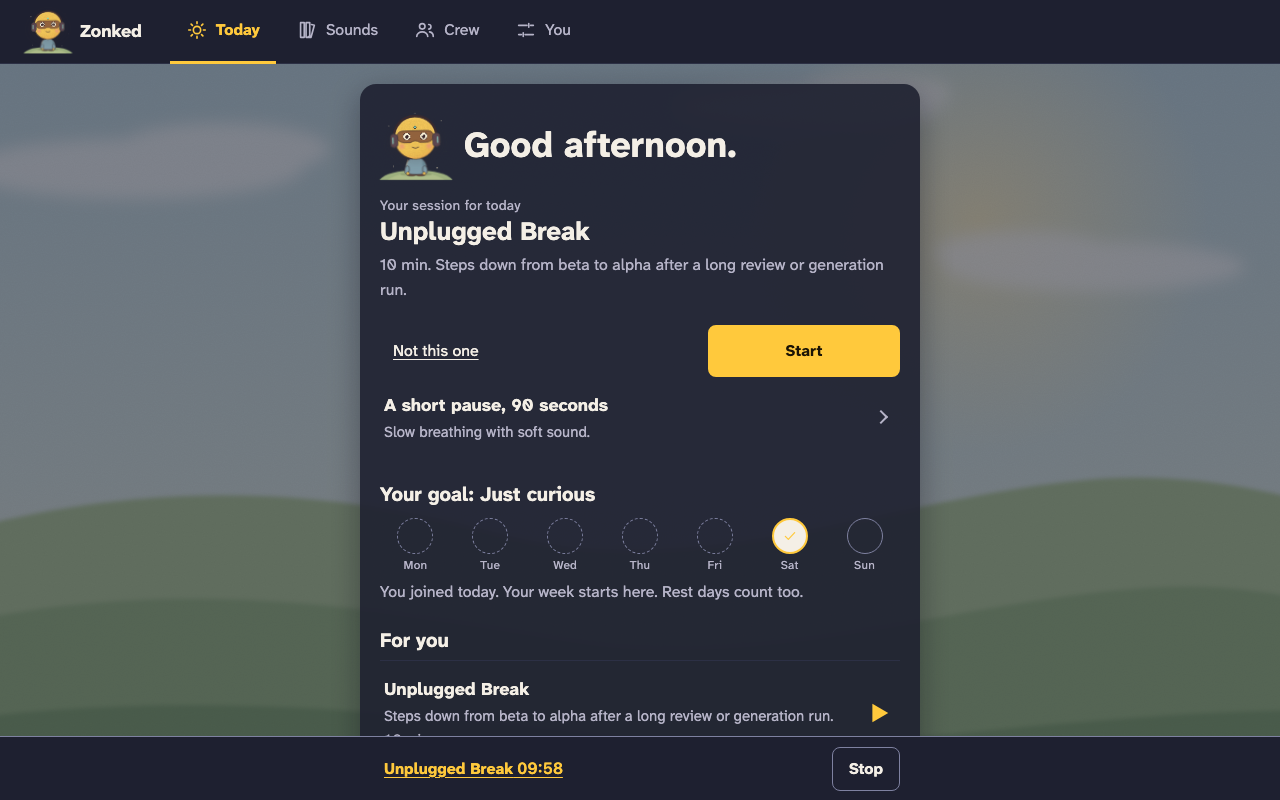 Zonked
Today
Sounds
Crew
You
Good afternoon.
Your session for today
Unplugged Break
10 min. Steps down from beta to alpha after a long review or generation
run.
Not this one
Start
A short pause, 90 seconds
Slow breathing with soft sound.
Your goal: Just curious
Mon
Tue
Wed
Thu
Fri
Sat
Sun
You joined today. Your week starts here. Rest days count too.
For you
Unplugged Break
Steps down from beta to alpha after a long review or generation run.
Unplugged Break 09:58
Stop